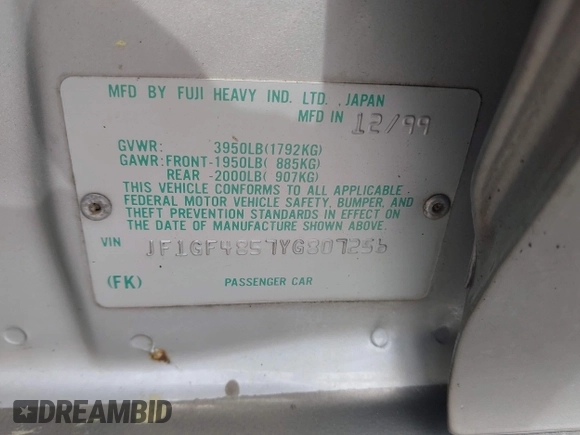 MFD BY FUJI HEAVY IND. LTD. ,JAPAN
MFD IN 12/99
GVWR: 3950LB(1792KG)
GAWR:FRONT-1950LB( 885KG)
REAR -2000LB( 907KG)
THIS VEHICLE CONFORMS TO ALL APPLICABLE
FEDERAL MOTOR VEHICLE SAFETY, BUMPER, AND
THEFT PREVENTION STANDARDS IN EFFECT ON
THE DATE OF MANUFACTURE SHOWN ABOVE.
VIN JF1GF4857YG807256
(FK) PASSENGER CAR
DREAMBID